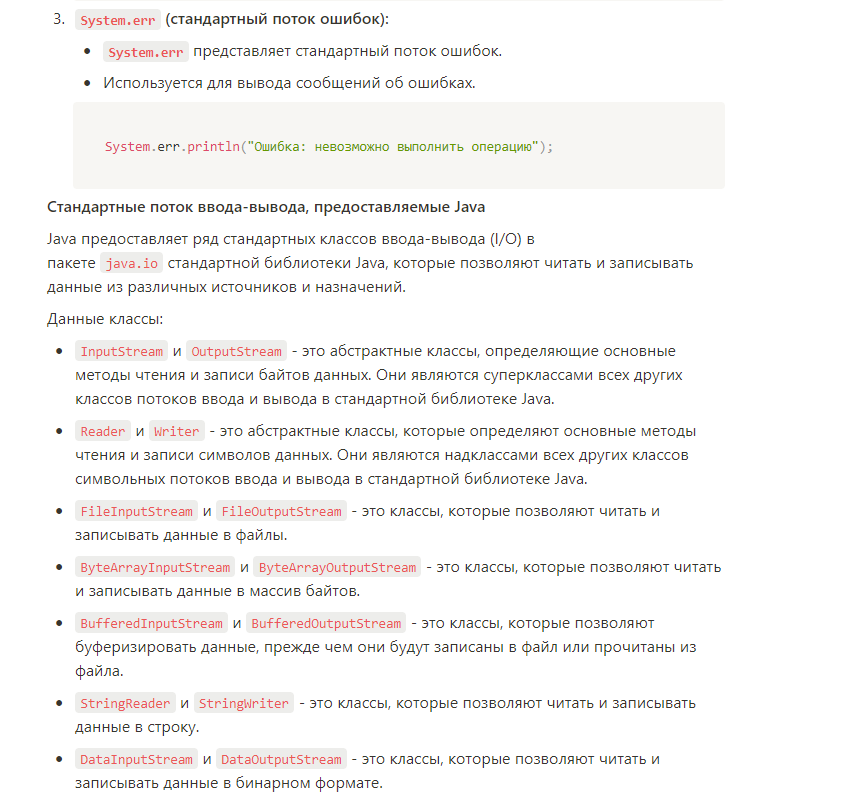 3. System.err (стандартный поток ошибок):
• System.err представляет стандартный поток ошибок.
• Используется для вывода сообщений об ошибках.
System.err.println("Ошибка: невозможно выполнить операцию");
Стандартные поток ввода-вывода, предоставляемые Java
Java предоставляет ряд стандартных классов ввода-вывода (I/O) в
пакете java.io стандартной библиотеки Java, которые позволяют читать и записывать
данные из различных источников и назначений.
Данные классы:
• InputStream и OutputStream - это абстрактные классы, определяющие основные
методы чтения и записи байтов данных. Они являются суперклассами всех других
классов потоков ввода и вывода в стандартной библиотеке Java.
• Reader и Writer - это абстрактные классы, которые определяют основные методы
чтения и записи символов данных. Они являются надклассами всех других классов
символьных потоков ввода и вывода в стандартной библиотеке Java.
• FileInputStream и FileOutputStream - это классы, которые позволяют читать и
записывать данные в файлы.
• ByteArrayInputStream и ByteArrayOutputStream - это классы, которые позволяют читать
и записывать данные в массив байтов.
• BufferedInputStream и BufferedOutputStream - это классы, которые позволяют
буферизировать данные, прежде чем они будут записаны в файл или прочитаны из
файла.
• StringReader и StringWriter - это классы, которые позволяют читать и записывать
данные в строку.
• DataInputStream и DataOutputStream - это классы, которые позволяют читать и
записывать данные в бинарном формате.